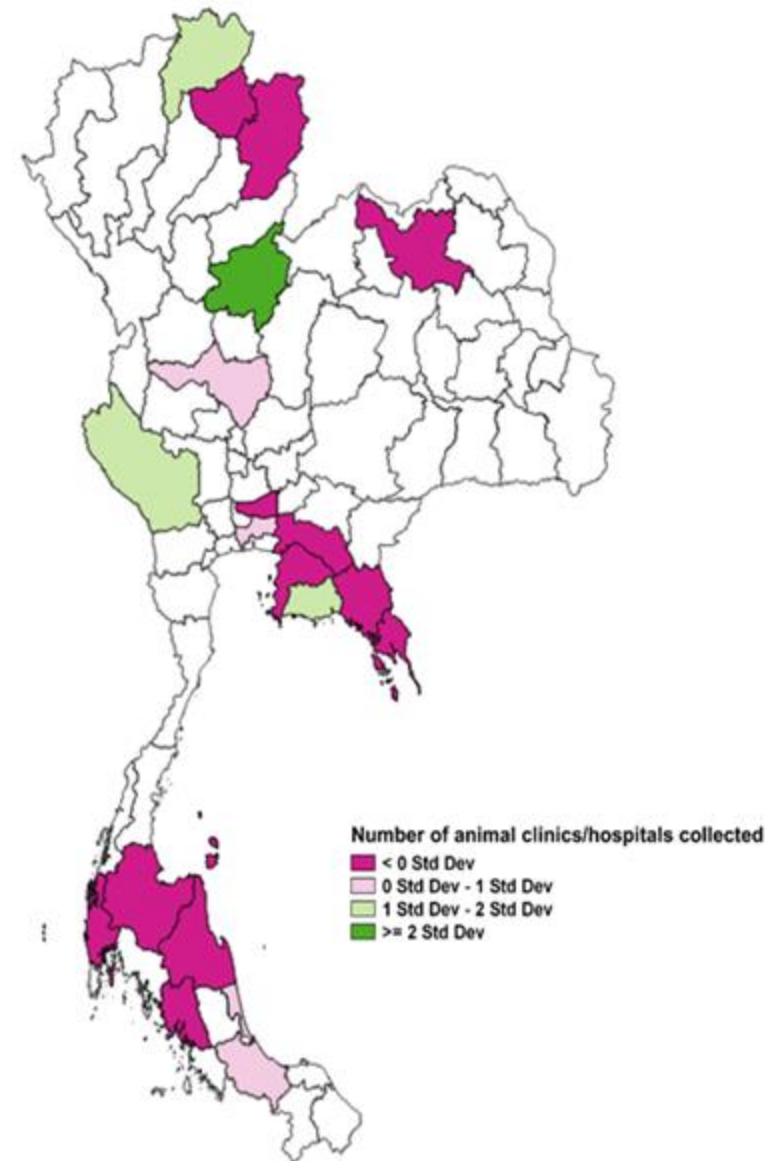 Number of animal clinics/hospitals collected
< 0 Std Dev
0 Std Dev - 1 Std Dev
1 Std Dev - 2 Std Dev
>= 2 Std Dev